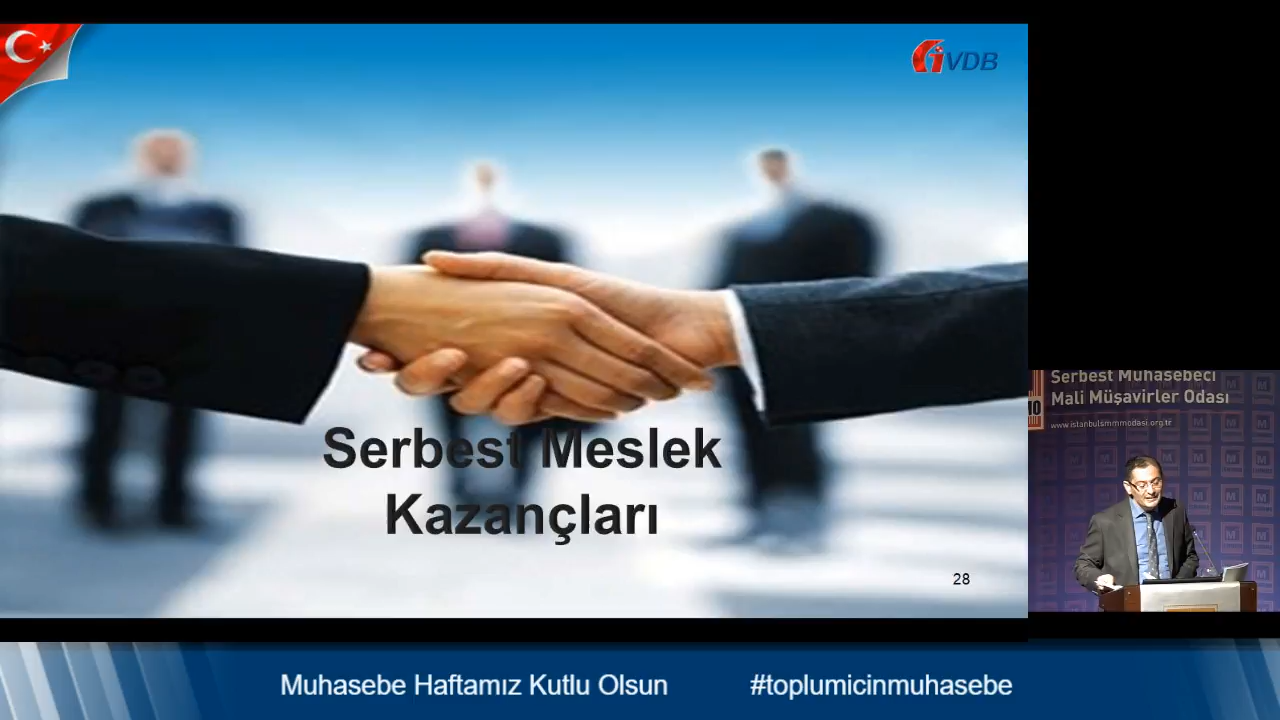 VDB
Serbest Meslek
Kazançları
28
Serbest Muhasebeci
Mali Müşavirler Odası
www.istanbulsmmmodasi.org.tr
Muhasebe Haftamız Kutlu Olsun
#toplumicinmuhasebe